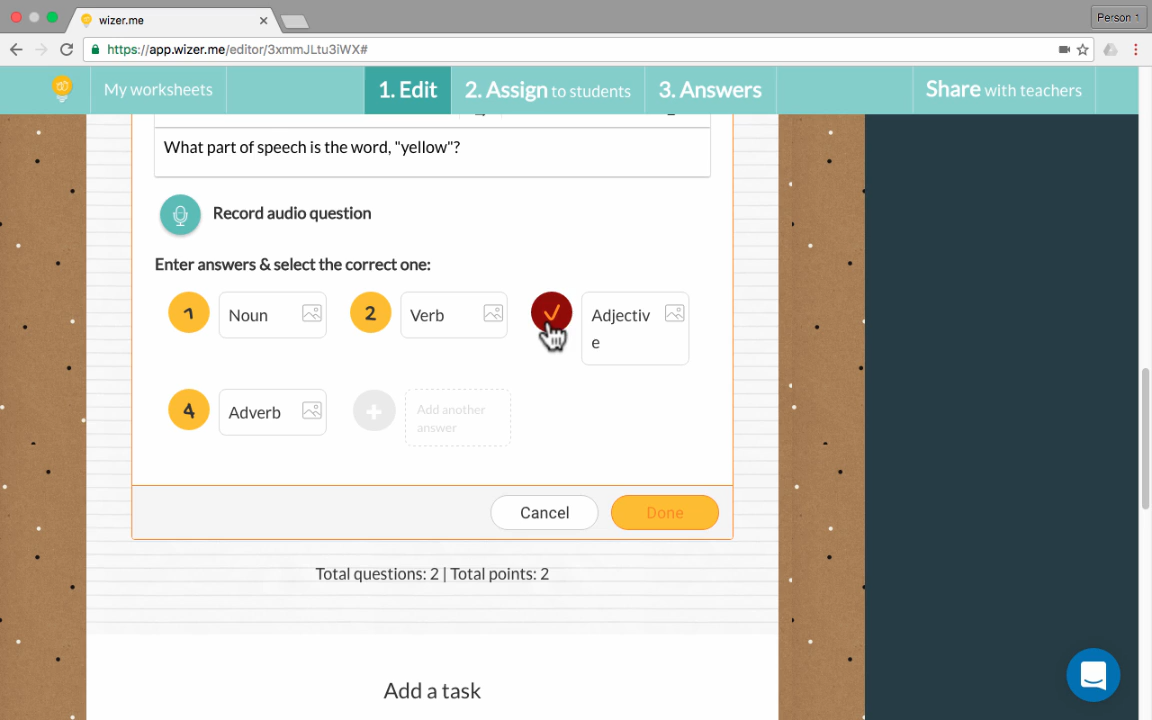 wizer.me
Person 1
https://app.wizer.me/editor/3xmmJLtu3iWX#
My worksheets
1. Edit
2. Assign to students
3. Answers
Share with teachers
What part of speech is the word, "yellow"?
Record audio question
Enter answers & select the correct one:
1
Noun
2
Verb
Adjectiv
e
4
Adverb
Add another
answer
Cancel
Done
Total questions: 2 | Total points: 2
Add a task